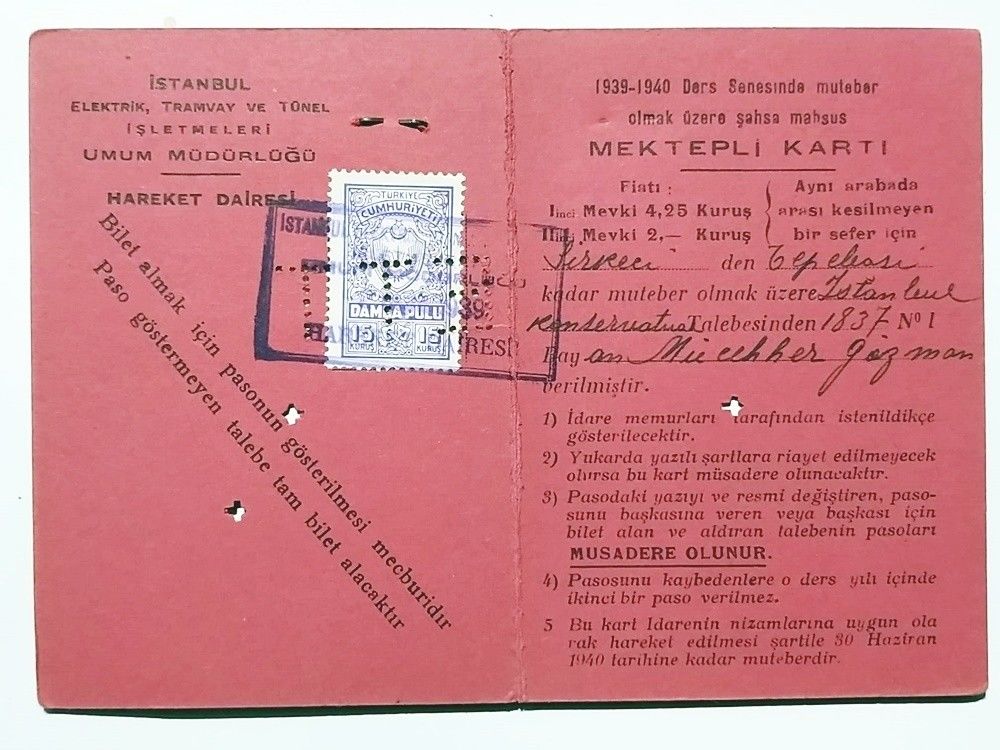 İSTANBUL
ELEKTRİK, TRAMVAY VE TÜNEL
İŞLETMELERİ
UMUM MÜDÜRLÜĞÜ
HAREKET DAİRESİ
Bilet almak için pasonun gösterilmesi mecburidır
Paso göstermeyen talebe tam bilet alacaktır
TÜRKİYE
CUMHURİYETİ
DAMGA PULU
15 15
KURUŞ KURUŞ
İSTANBUL
1939-1940 Ders Senesinde muteber
olmak üzere şahsa mahsus
MEKTEPLİ KARTI
Fiatı : Aynı arabada
Iinci Mevki 4,25 Kuruş arası kesilmeyen
IIinci Mevki 2,— Kuruş bir sefer için
Sirkeci den Tepebaşi
kadar muteber olmak üzere İstanbul
Konservatuar Talebesinden 1837 Nº l
Bayan Mücehher Gözman
verilmiştir.
1) İdare memurları tarafından istenildikçe
gösterilecektir.
2) Yukarda yazılı şartlara riayet edilmeyecek
olursa bu kart müsadere olunacaktır.
3) Pasodaki yazıyı ve resmi değiştiren, paso-
sunu başkasına veren veya başkası için
bilet alan ve aldıran talebenin pasoları
MUSADERE OLUNUR.
4) Pasosunu kaybedenlere o ders yılı içinde
ikinci bir paso verilmez.
5 Bu kart İdarenin nizamlarına uygun ola
rak hareket edilmesi şartile 30 Haziran
1940 tarihine kadar muteberdir.